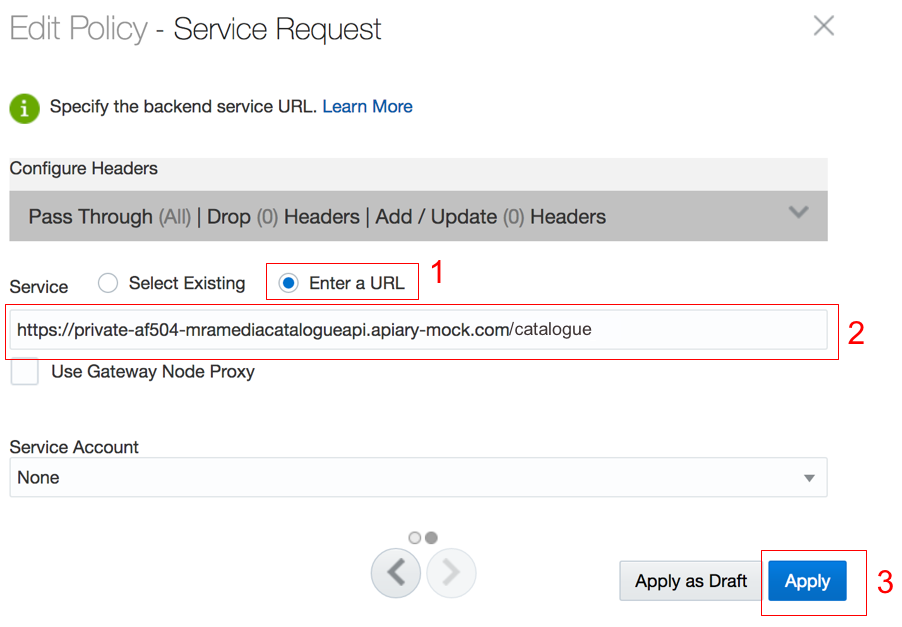 Edit Policy - Service Request
Specify the backend service URL. Learn More
Configure Headers
Pass Through (All) | Drop (0) Headers | Add / Update (0) Headers
Service Select Existing Enter a URL 1
https://private-af504-mramediacatalogueapi.apiary-mock.com/catalogue 2
Use Gateway Node Proxy
Service Account
None
Apply as Draft Apply 3